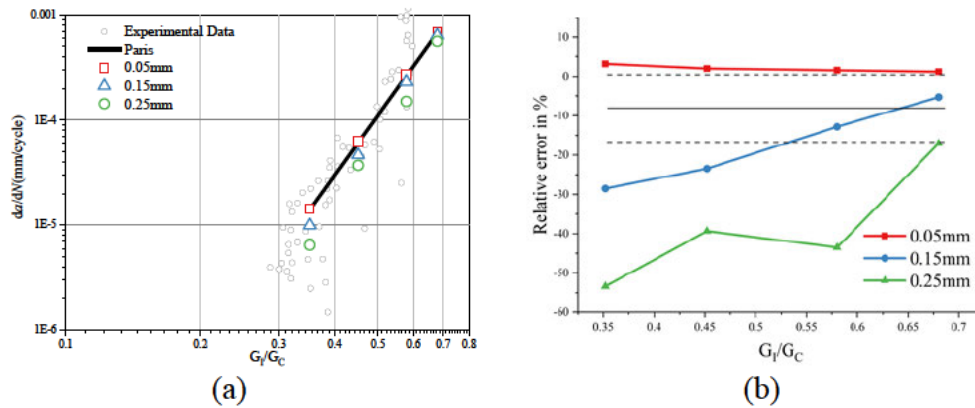 (a)
0.001
Experimental Data
Paris
0.05mm
0.15mm
0.25mm
1E-4
1E-5
1E-6
da/dN(mm/cycle)
0.1
0.2
0.3
0.4
0.5
0.6
0.7
0.8
GI/GC
(a)
10
0
-10
-20
-30
-40
-50
-60
Relative error in %
0.05mm
0.15mm
0.25mm
0.35
0.4
0.45
0.5
0.55
0.6
0.65
0.7
GI/GC
(b)